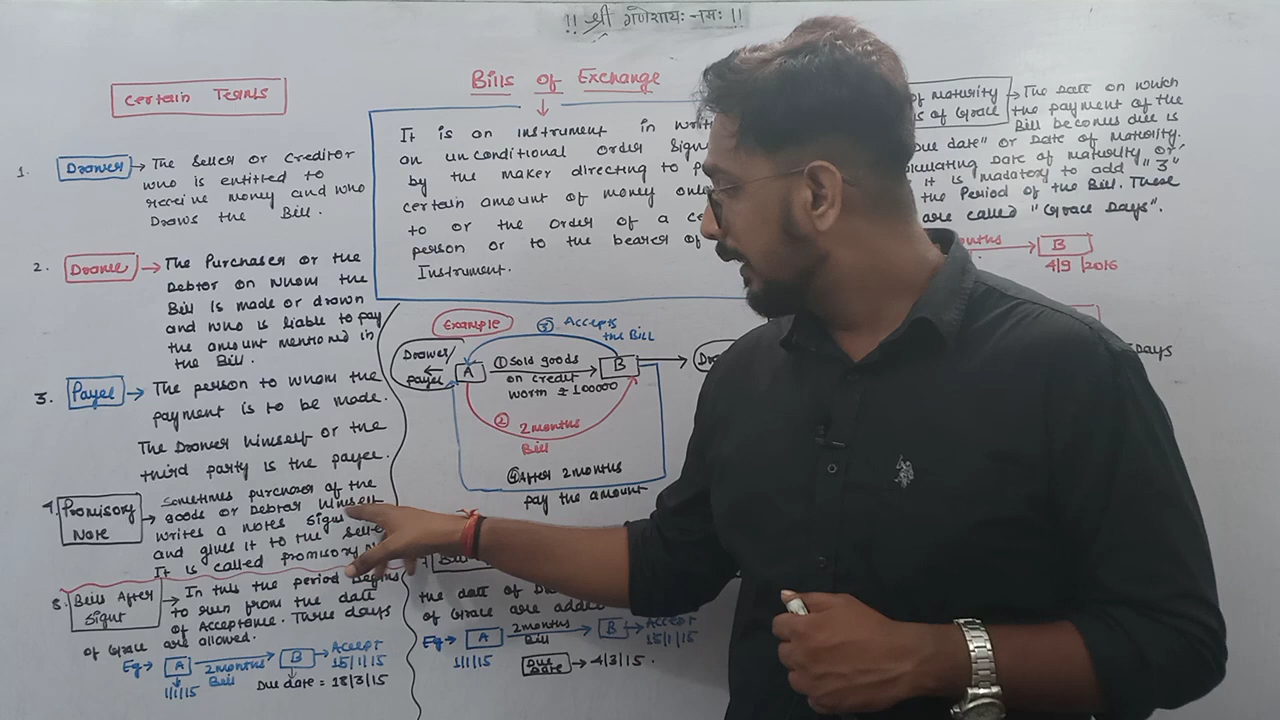 !! श्री गणेशाय: नमः !!
Certain Terms
1. Drawer → The Seller or Creditor
who is entitled to
receive money and who
Draws the Bill.
2. Drawee → The Purchaser or the
Debtor on whom the
Bill is made or drawn
and who is liable to pay
the amount mentioned in
the Bill.
3. Payee → The person to whom the
payment is to be made.
The Drawer himself or the
third party is the payee.
4. Promisory
Note → Sometimes purchaser of the
goods or Debtor himself
writes a notes Sign
and gives it to the Selle
It is called promisory
5. Bills After
Sight → In this the period Begins
to run from the date
of Acceptance. Three days
of Grace are allowed.
Eg → A 2months Bill B → Accept
15/1/15
1/1/15
Due date = 18/3/15
Bills of Exchange
It is an instrument in writ
an unconditional order sign
by the maker directing to p
certain amount of money only
to or the order of a ce
person or to the bearer of
Instrument.
Example
③ Accepts
the Bill
Drawer/
payee ← A ① Sold goods
on credit
worth ₹100000 B → Dra
② 2 months
Bill
④ After 2 months
pay the amount
Bill
the date of D
of Grace are added
Eg → A 2months Bill B → Accept
15/1/15
1/1/15
Due
Date → 4/3/15.
of maturity
s of Grace → The Date on which
the payment of the
Bill becomes due is
Due date" or Date of maturity.
alculating Date of maturity or
it is madatory to add "3"
the Period of the Bill. These
are called "Grace Days".
onths → B
4/9/2016
Days